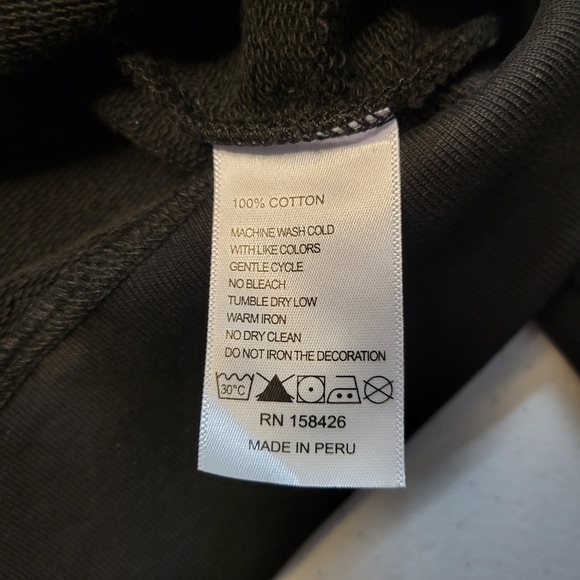 100% COTTON
MACHINE WASH COLD
WITH LIKE COLORS
GENTLE CYCLE
NO BLEACH
TUMBLE DRY LOW
WARM IRON
NO DRY CLEAN
DO NOT IRON THE DECORATION
30°C
RN 158426
MADE IN PERU